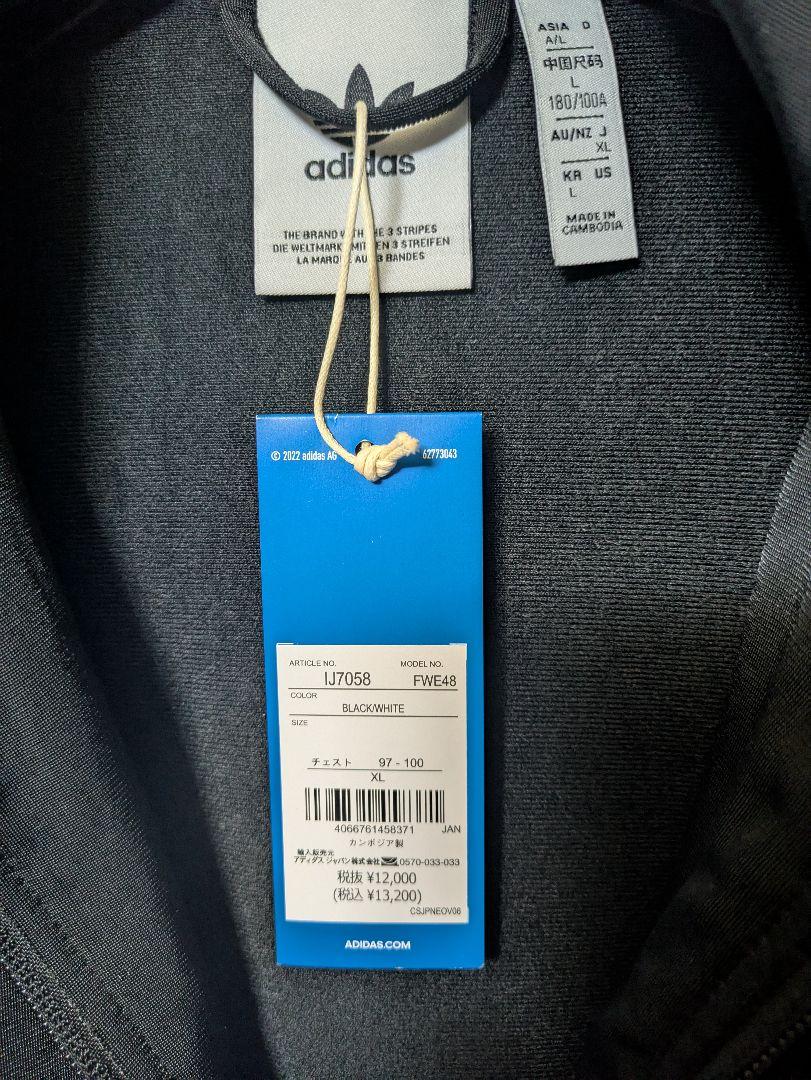 adidas
THE BRAND WITH THE 3 STRIPES
DIE WELTMARKE MIT DEN 3 STREIFEN
LA MARQUE AUX 3 BANDES
ASIA D
A/L
中国尺码
L
180/100A
AU/NZ J
XL
KR US
L
MADE IN
CAMBODIA
© 2022 adidas AG
62773043
ARTICLE NO. MODEL NO.
IJ7058 FWE48
COLOR
BLACK/WHITE
SIZE
チェスト 97 - 100
XL
4066761458371 JAN
カンボジア製
輸入販売元
アディダス ジャパン株式会社 0570-033-033
税抜 ¥12,000
(税込 ¥13,200)
CSJPNEOV06
ADIDAS.COM